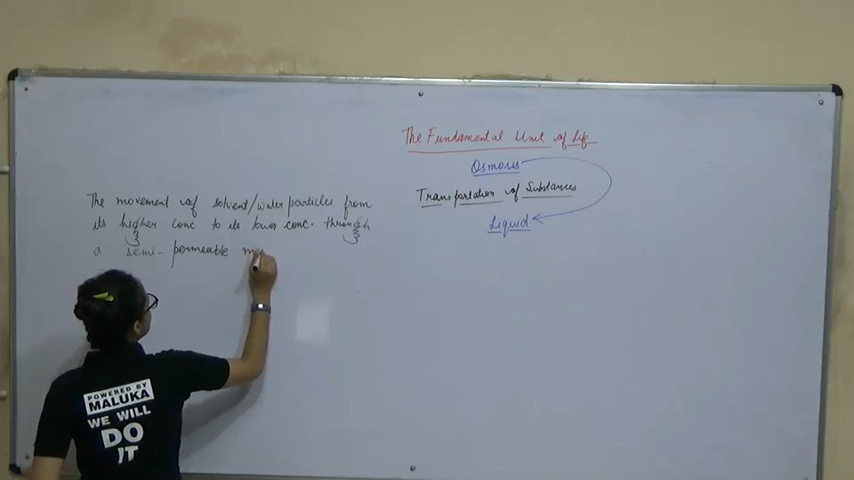 The Fundamental Unit of Life
Osmosis
Transportation of Substances
Liquid
The movement of solvent/water particles from
its higher conc to its lower conc. through
a semi-permeable me
POWERED BY
MALUKA
WE WILL
DO
IT